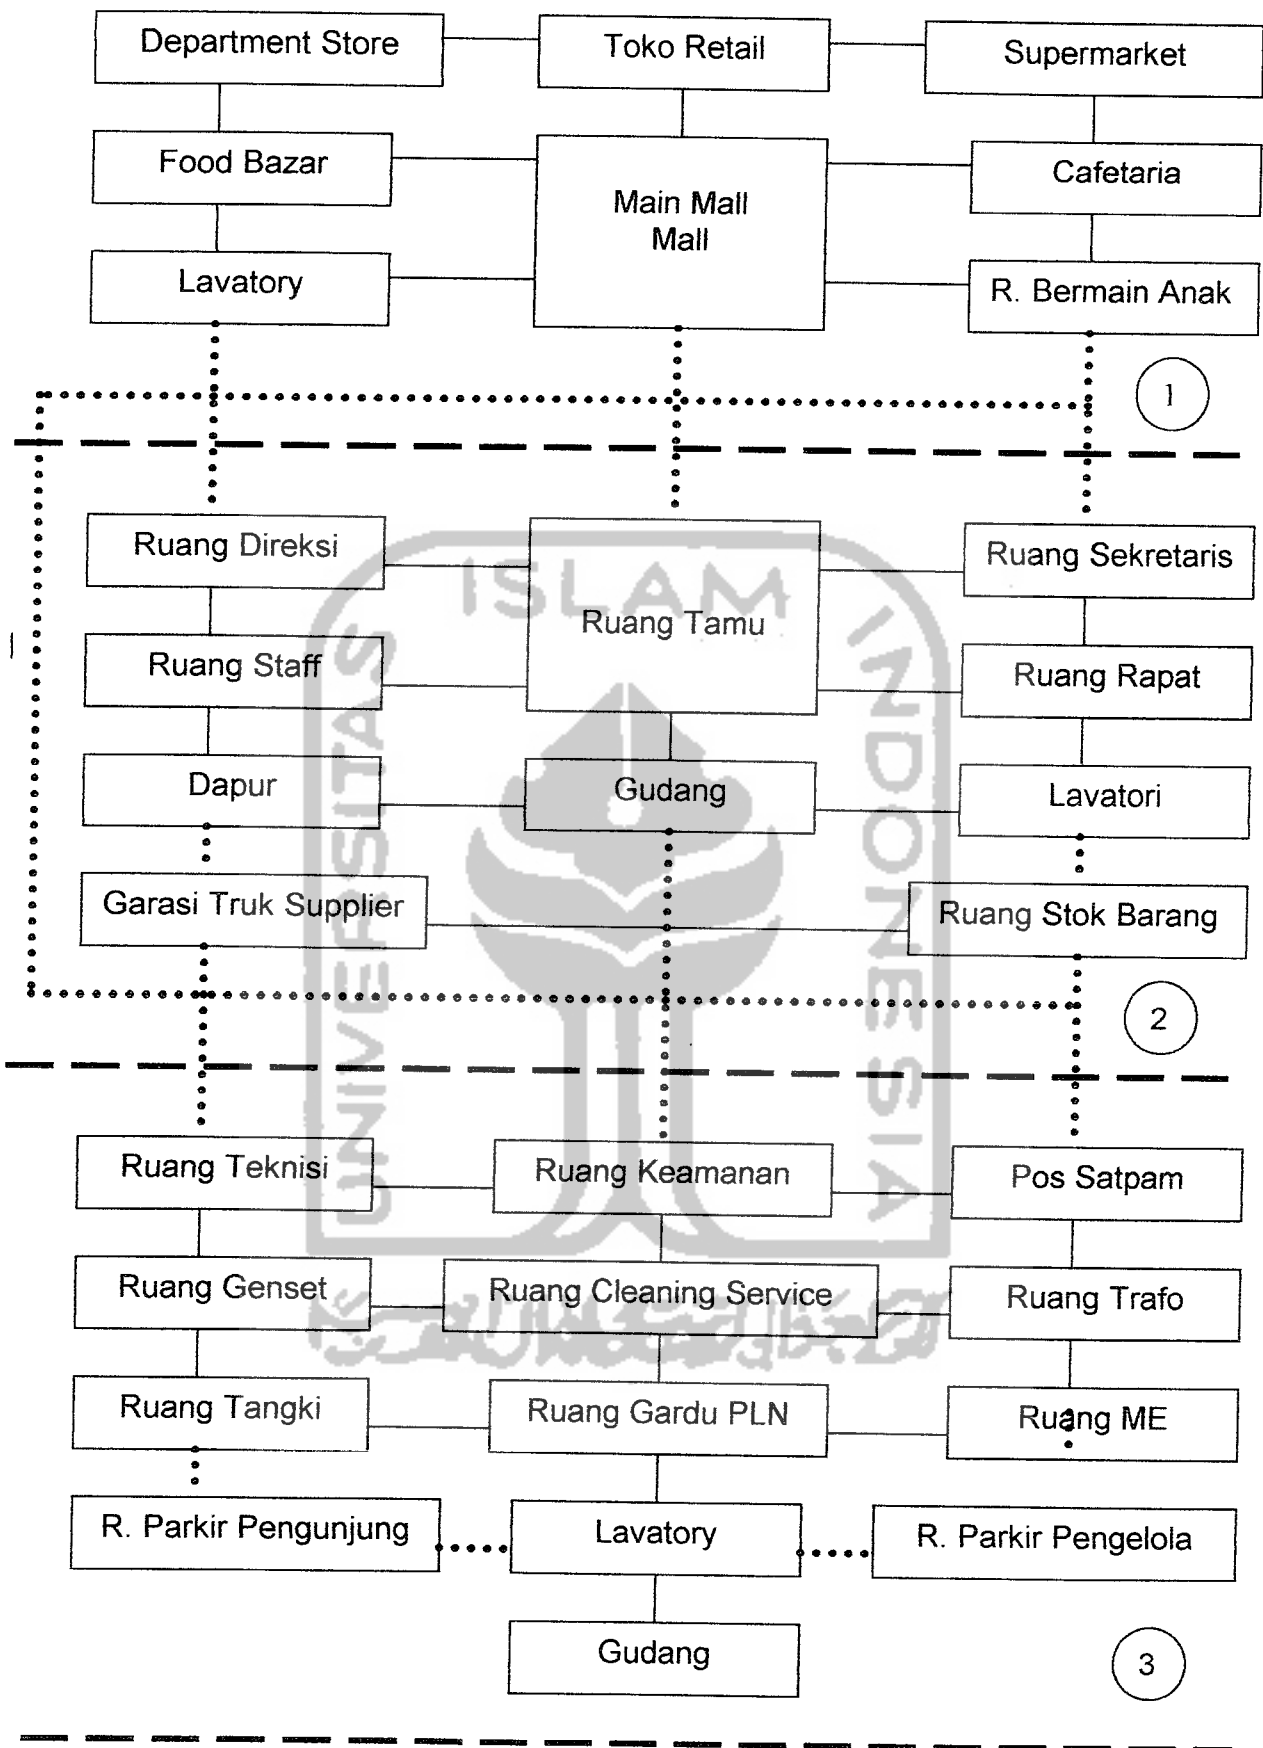 Department Store
Toko Retail
Supermarket
Food Bazar
Main Mall
Mall
Cafetaria
Lavatory
R. Bermain Anak
1
Ruang Direksi
Ruang Tamu
Ruang Sekretaris
Ruang Staff
Ruang Rapat
Dapur
Gudang
Lavatori
Garasi Truk Supplier
Ruang Stok Barang
2
Ruang Teknisi
Ruang Keamanan
Pos Satpam
Ruang Genset
Ruang Cleaning Service
Ruang Trafo
Ruang Tangki
Ruang Gardu PLN
Ruang ME
R. Parkir Pengunjung
Lavatory
R. Parkir Pengelola
Gudang
3
UNIVERSITAS
ISLAM
INDONESIA